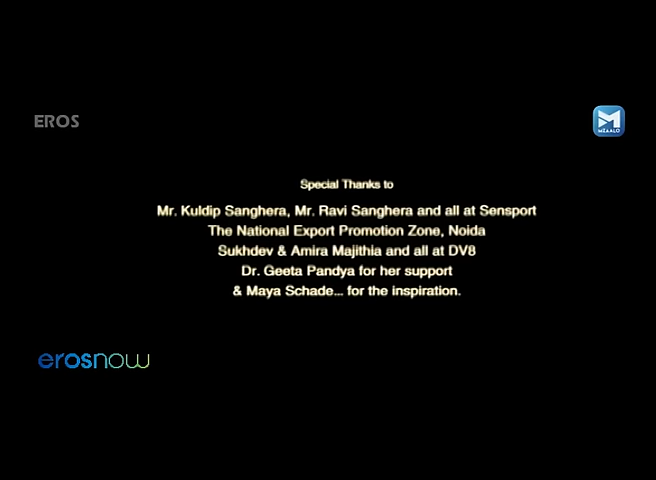 EROS
MZAALO
Special Thanks to
Mr. Kuldip Sanghera, Mr. Ravi Sanghera and all at Sensport
The National Export Promotion Zone, Noida
Sukhdev & Amira Majithia and all at DV8
Dr. Geeta Pandya for her support
& Maya Schade... for the inspiration.
erosnow